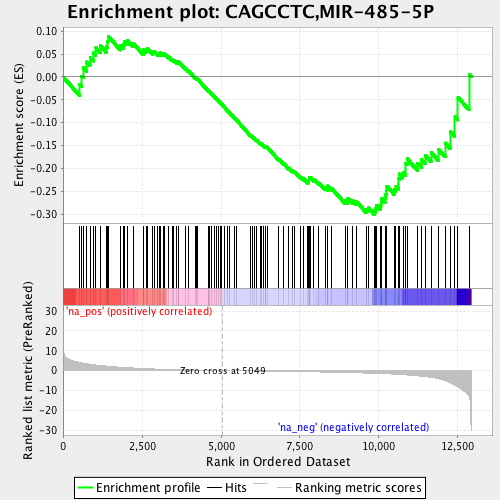 Enrichment plot: CAGCCTC,MIR-485-5P
Enrichment score (ES)
0.10
0.05
0.00
-0.05
-0.10
-0.15
-0.20
-0.25
-0.30
Ranked list metric (PreRanked)
30
20
10
0
-10
-20
-30
'na_pos' (positively correlated)
Zero cross at 5049
'na_neg' (negatively correlated)
0
2,500
5,000
7,500
10,000
12,500
Rank in Ordered Dataset
Enrichment profile
Hits
Ranking metric scores